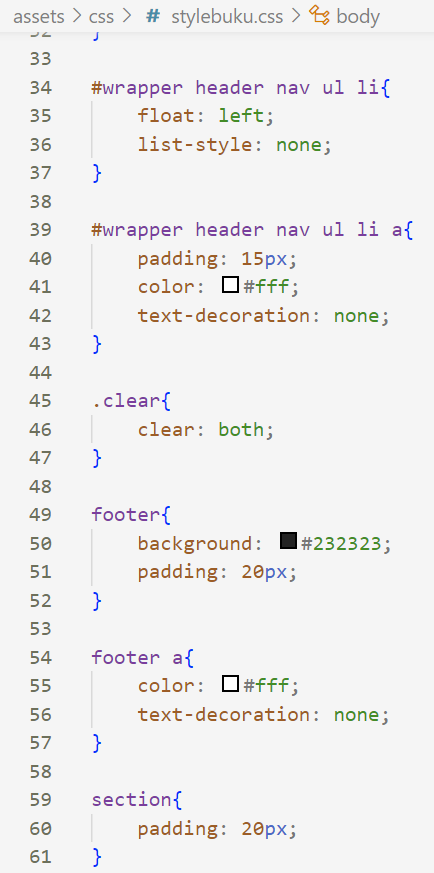 assets > css > # stylebuku.css > body
32 }
33
34 #wrapper header nav ul li{
35 float: left;
36 list-style: none;
37 }
38
39 #wrapper header nav ul li a{
40 padding: 15px;
41 color: #fff;
42 text-decoration: none;
43 }
44
45 .clear{
46 clear: both;
47 }
48
49 footer{
50 background: #232323;
51 padding: 20px;
52 }
53
54 footer a{
55 color: #fff;
56 text-decoration: none;
57 }
58
59 section{
60 padding: 20px;
61 }